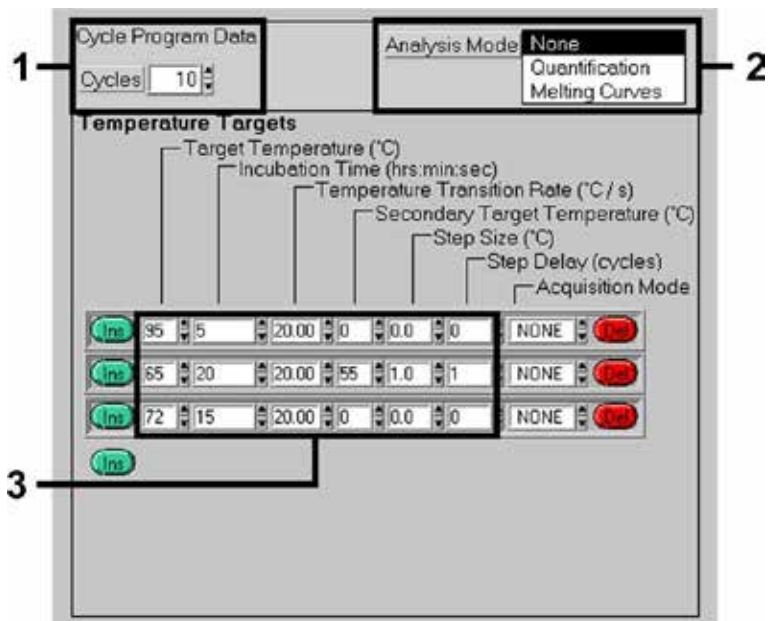 Cycle Program Data
Cycles 10
Analysis Mode None
Quantification
Melting Curves
1
2
Temperature Targets
Target Temperature (°C)
Incubation Time (hrs:min:sec)
Temperature Transition Rate (°C / s)
Secondary Target Temperature (°C)
Step Size (°C)
Step Delay (cycles)
Acquisition Mode
Ins 95 5 20.00 0 0.0 0 NONE Del
Ins 65 20 20.00 55 1.0 1 NONE Del
Ins 72 15 20.00 0 0.0 0 NONE Del
Ins
3